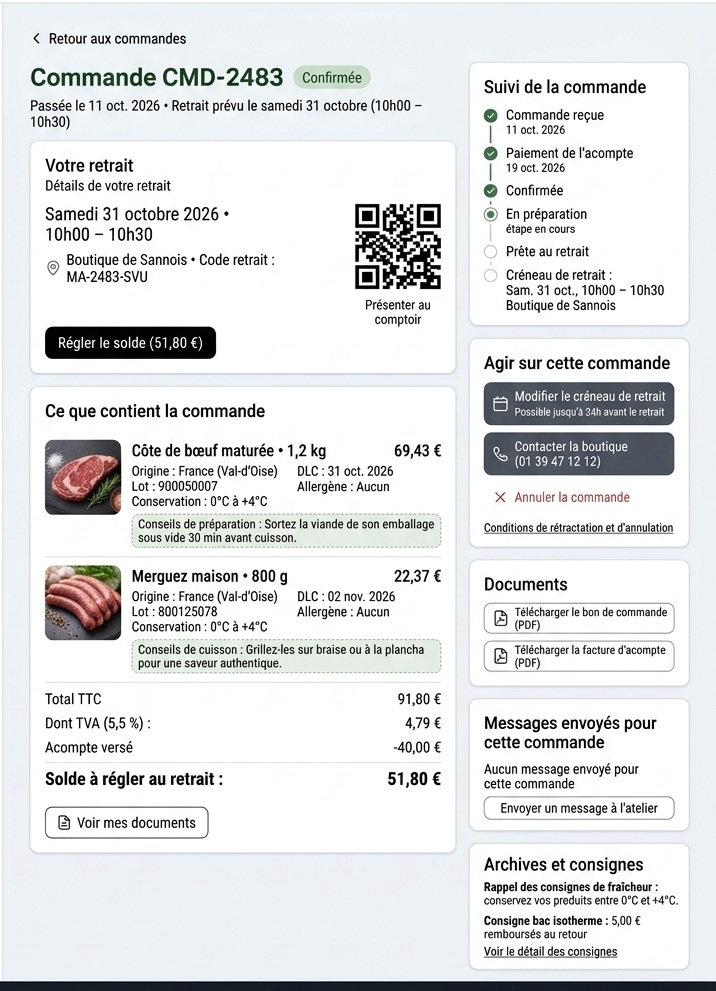 Retour aux commandes
Commande CMD-2483
Confirmée
Passée le 11 oct. 2026 • Retrait prévu le samedi 31 octobre (10h00 –
10h30)
Votre retrait
Détails de votre retrait
Samedi 31 octobre 2026 •
10h00 – 10h30
Boutique de Sannois • Code retrait :
MA-2483-SVU
Présenter au
comptoir
Régler le solde (51,80 €)
Ce que contient la commande
Côte de bœuf maturée • 1,2 kg 69,43 €
Origine : France (Val-d'Oise) DLC : 31 oct. 2026
Lot : 900050007 Allergène : Aucun
Conservation : 0°C à +4°C
Conseils de préparation : Sortez la viande de son emballage
sous vide 30 min avant cuisson.
Merguez maison • 800 g 22,37 €
Origine : France (Val-d'Oise) DLC : 02 nov. 2026
Lot : 800125078 Allergène : Aucun
Conservation : 0°C à +4°C
Conseils de cuisson : Grillez-les sur braise ou à la plancha
pour une saveur authentique.
Total TTC 91,80 €
Dont TVA (5,5 %) : 4,79 €
Acompte versé -40,00 €
Solde à régler au retrait : 51,80 €
Voir mes documents
Suivi de la commande
Commande reçue
11 oct. 2026
Paiement de l'acompte
19 oct. 2026
Confirmée
En préparation
étape en cours
Prête au retrait
Créneau de retrait :
Sam. 31 oct., 10h00 – 10h30
Boutique de Sannois
Agir sur cette commande
Modifier le créneau de retrait
Possible jusqu'à 34h avant le retrait
Contacter la boutique
(01 39 47 12 12)
Annuler la commande
Conditions de rétractation et d'annulation
Documents
Télécharger le bon de commande
(PDF)
Télécharger la facture d'acompte
(PDF)
Messages envoyés pour
cette commande
Aucun message envoyé pour
cette commande
Envoyer un message à l'atelier
Archives et consignes
Rappel des consignes de fraîcheur :
conservez vos produits entre 0°C et +4°C.
Consigne bac isotherme : 5,00 €
remboursés au retour
Voir le détail des consignes